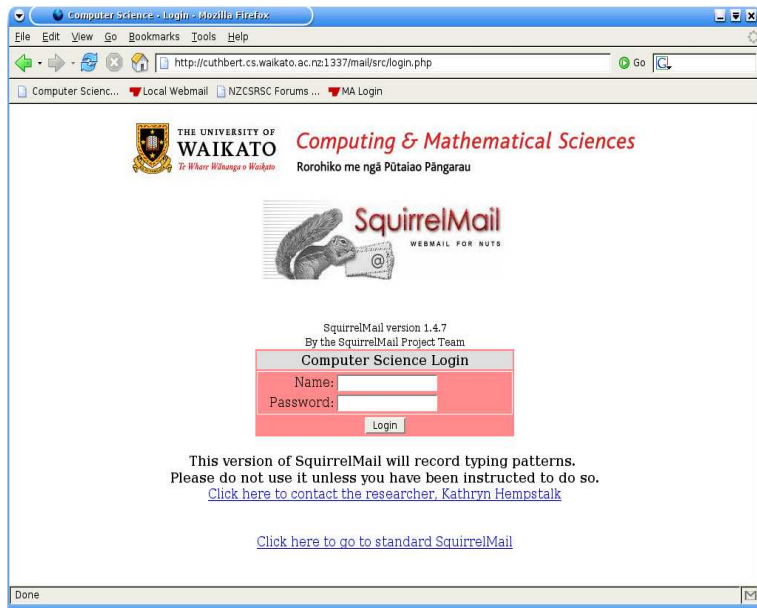 Computer Science - Login - Mozilla Firefox
File Edit View Go Bookmarks Tools Help
http://cuthbert.cs.waikato.ac.nz:1337/mail/src/login.php Go G
Computer Scienc... Local Webmail NZCSRSC Forums ... MA Login
THE UNIVERSITY OF
WAIKATO
Te Whare Wānanga o Waikato
Computing & Mathematical Sciences
Rorohiko me ngā Pūtaiao Pāngarau
SquirrelMail
WEBMAIL FOR NUTS
@
SquirrelMail version 1.4.7
By the SquirrelMail Project Team
Computer Science Login
Name:
Password:
Login
This version of SquirrelMail will record typing patterns.
Please do not use it unless you have been instructed to do so.
Click here to contact the researcher, Kathryn Hempstalk
Click here to go to standard SquirrelMail
Done